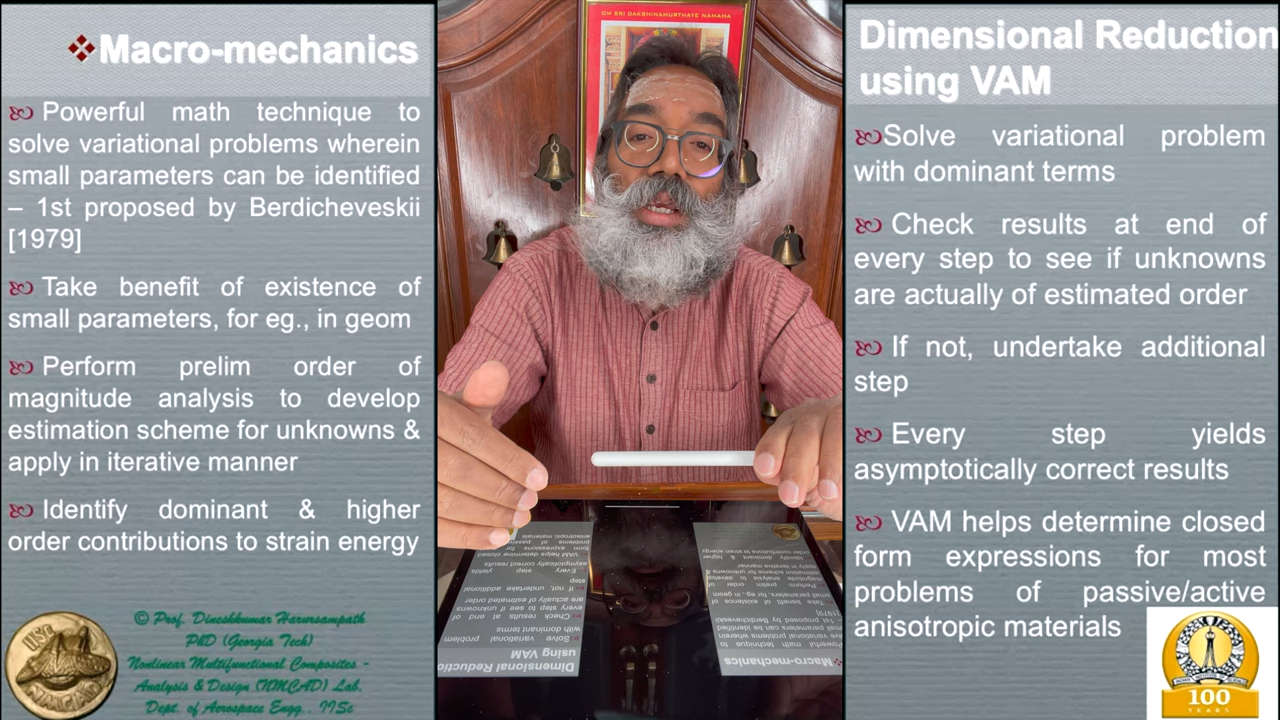 Macro-mechanics
Powerful math technique to
solve variational problems wherein
small parameters can be identified
– 1st proposed by Berdicheveskii
[1979]
Take benefit of existence of
small parameters, for eg., in geom
Perform prelim order of
magnitude analysis to develop
estimation scheme for unknowns &
apply in iterative manner
Identify dominant & higher
order contributions to strain energy
© Prof. Dineshkumar Harursampath
PhD (Georgia Tech)
Nonlinear Multifunctional Composites -
Analysis & Design (NMCAD) Lab.
Dept. of Aerospace Engg., IISc
IISc
NMCAD
OM SRI DAKSHINAMURTHATE NAMAHA
Dimensional Reduction
using VAM
Solve variational problem
with dominant terms
Check results at end of
every step to see if unknowns
are actually of estimated order
If not, undertake additional
step
Every step yields
asymptotically correct results
VAM helps determine closed
form expressions for most
problems of passive/active
anisotropic materials
100
YEARS